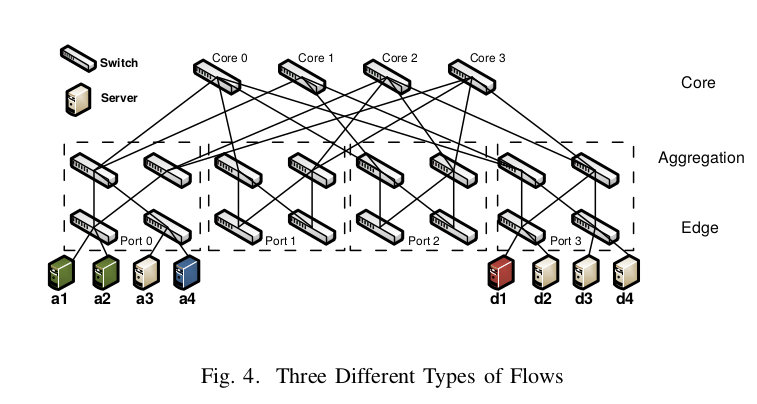 Switch
Server
Core 0 Core 1 Core 2 Core 3
Core
Aggregation
Edge
Port 0 Port 1 Port 2 Port 3
a1 a2 a3 a4 d1 d2 d3 d4
Fig. 4. Three Different Types of Flows